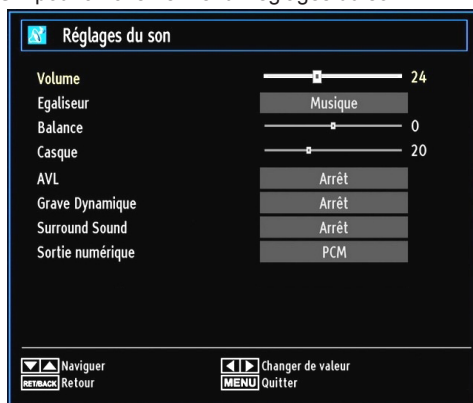 Réglages du son
Volume 24
Egaliseur Musique
Balance 0
Casque 20
AVL Arrêt
Grave Dynamique Arrêt
Surround Sound Arrêt
Sortie numérique PCM
Naviguer Changer de valeur
RET/BACK Retour MENU Quitter